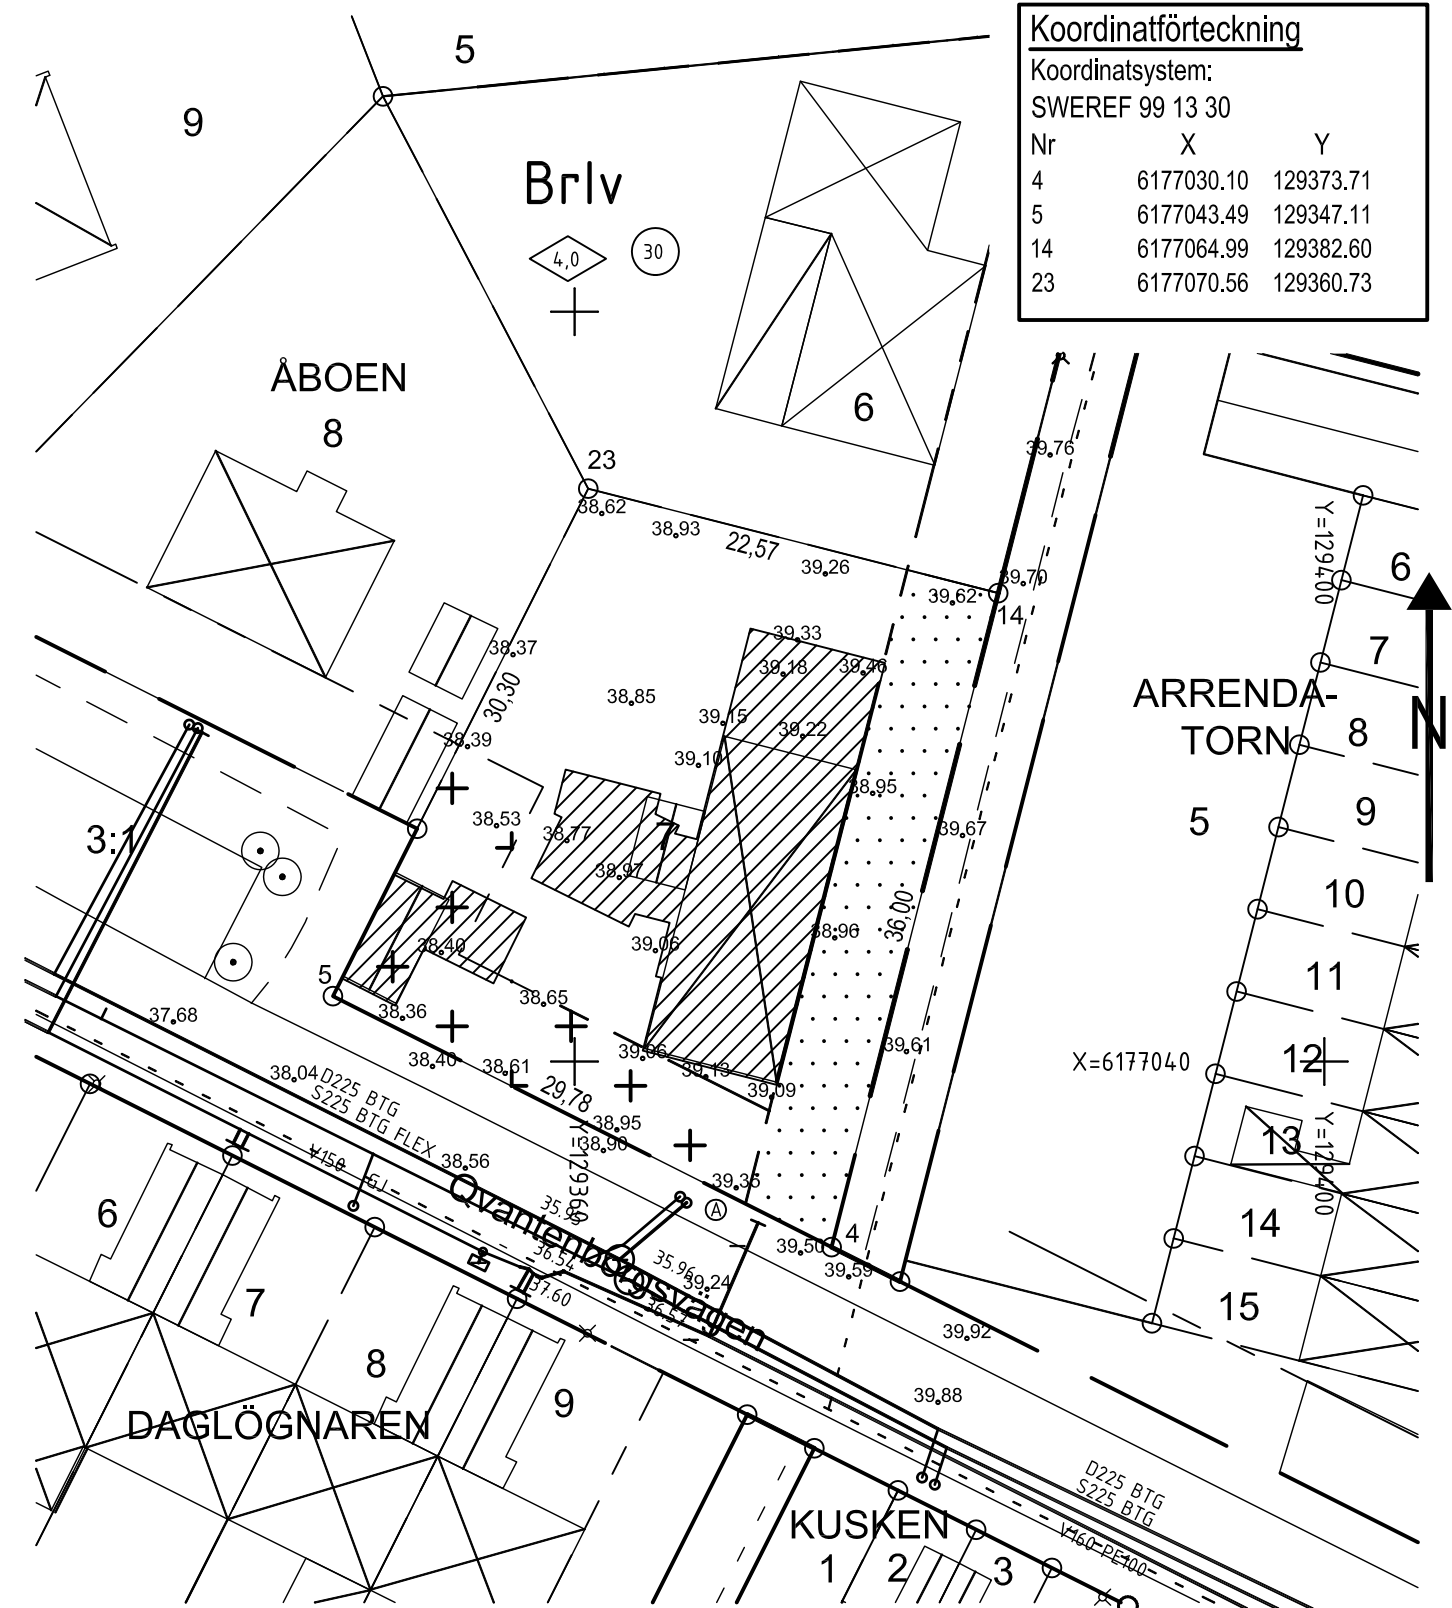 Koordinatförteckning
Koordinatsystem:
SWEREF 99 13 30
Nr X Y
4 6177030.10 129373.71
5 6177043.49 129347.11
14 6177064.99 129382.60
23 6177070.56 129360.73
5
9
Brlv
4,0
30
ÅBOEN
8
6
23
38.62
38.93
22,57
39.26
39.76
39.70
39.62
14
Y=129400
6
7
ARRENDA-
TORN
8
N
5
9
10
11
12
13
14
15
X=6177040
Y=129400
39.33
39.18
39.46
38.37
30,30
38.85
39.15
39.22
38.39
39.10
38.95
38.53
38.77
7
39.67
38.97
3:1
36,00
38.96
38.40
39.06
5
38.65
38.36
37.68
39.61
39.06
38.40
38.61
39.13
39.09
38.04
D225 BTG
S225 BTG FLEX
29,78
38.95
38.90
Y=129360
V150
GJ
38.56
39.35
A
Qvantenborgsvägen
35.95
36.54
35.96
39.24
36.57
37.60
39.50
4
39.59
39.92
39.88
6
7
8
9
DAGLÖGNAREN
KUSKEN
1
2
3
D225 BTG
S225 BTG
V160 PE100